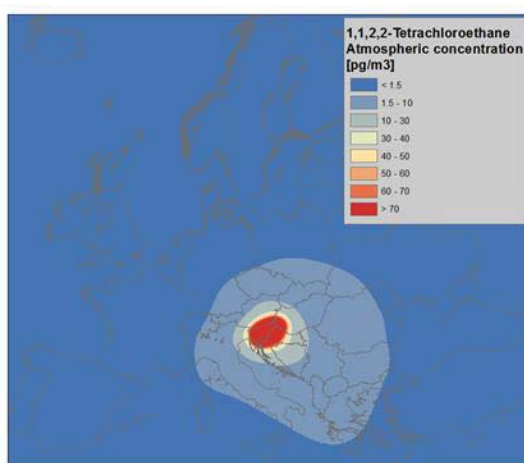 1,1,2,2-Tetrachloroethane
Atmospheric concentration
[pg/m3]
< 1.5
1.5 - 10
10 - 30
30 - 40
40 - 50
50 - 60
60 - 70
> 70